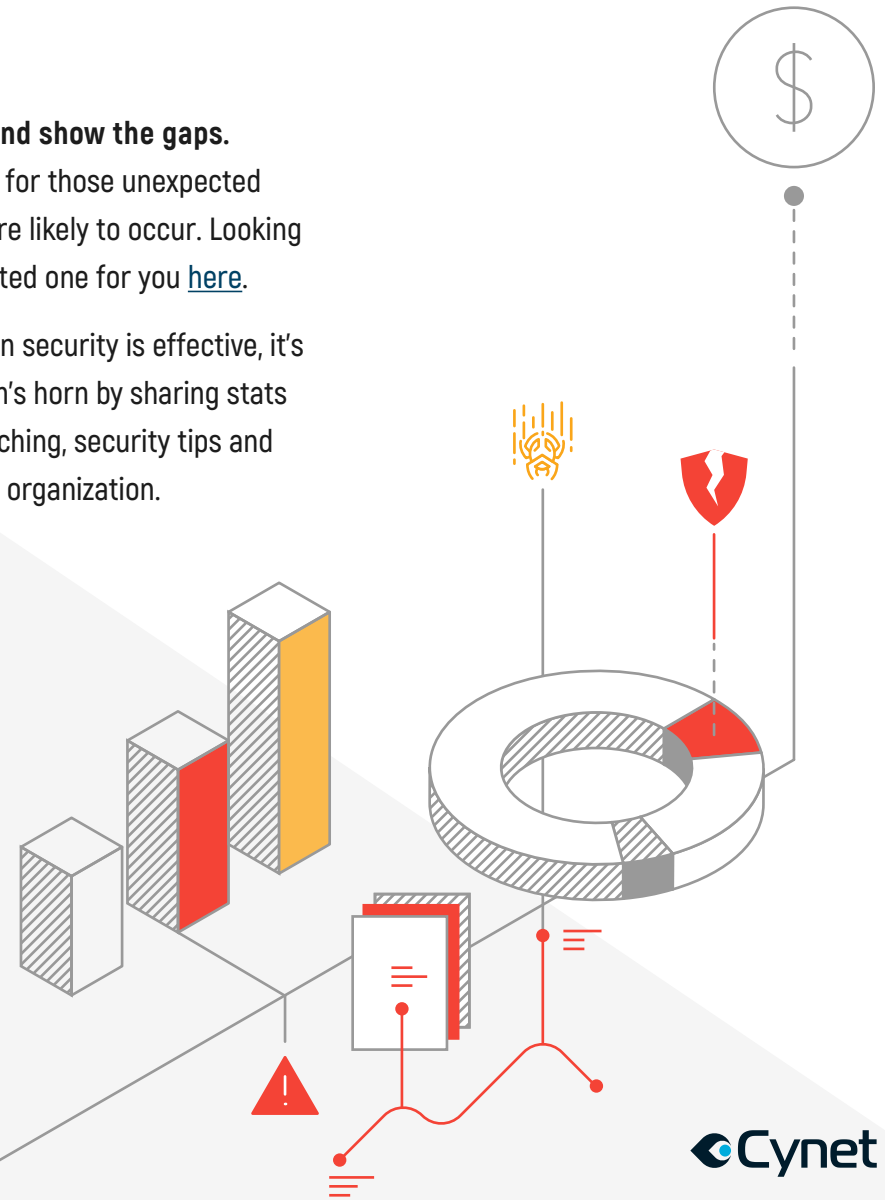 $
nd show the gaps.
for those unexpected
re likely to occur. Looking
ted one for you here.
n security is effective, it's
n's horn by sharing stats
ching, security tips and
organization.
!
Cynet